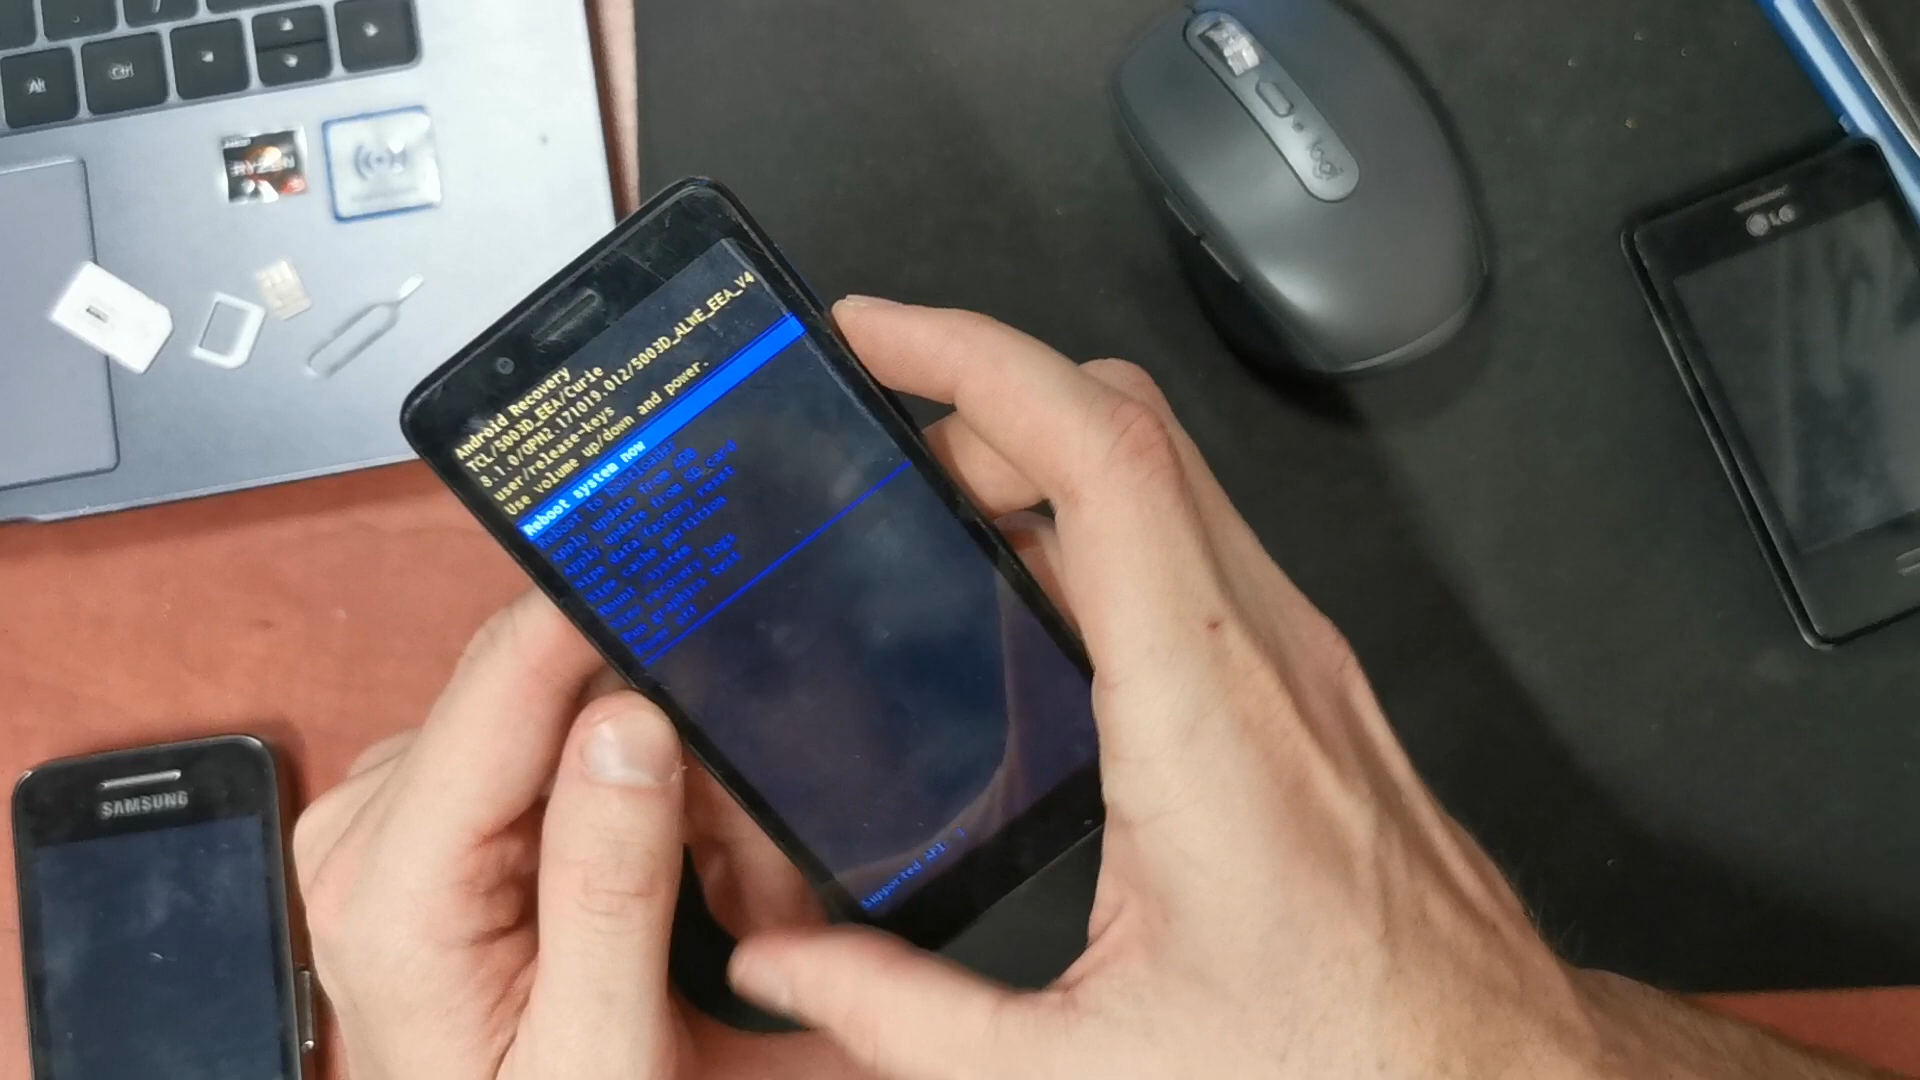 Alt
Ctrl
RYZEN
logi
LG
Android Recovery
TCL/5003D_EEA/Curie
8.1.0/OPM2.171019.012/5003D_ALWE_EEA_V4
user/release-keys
Use volume up/down and power.
Reboot system now
Reboot to bootloader
Apply update from ADB
Apply update from SD card
Wipe data/factory reset
Wipe cache partition
Mount /system
View recovery logs
Run graphics test
Power off
Supported API: 3
SAMSUNG